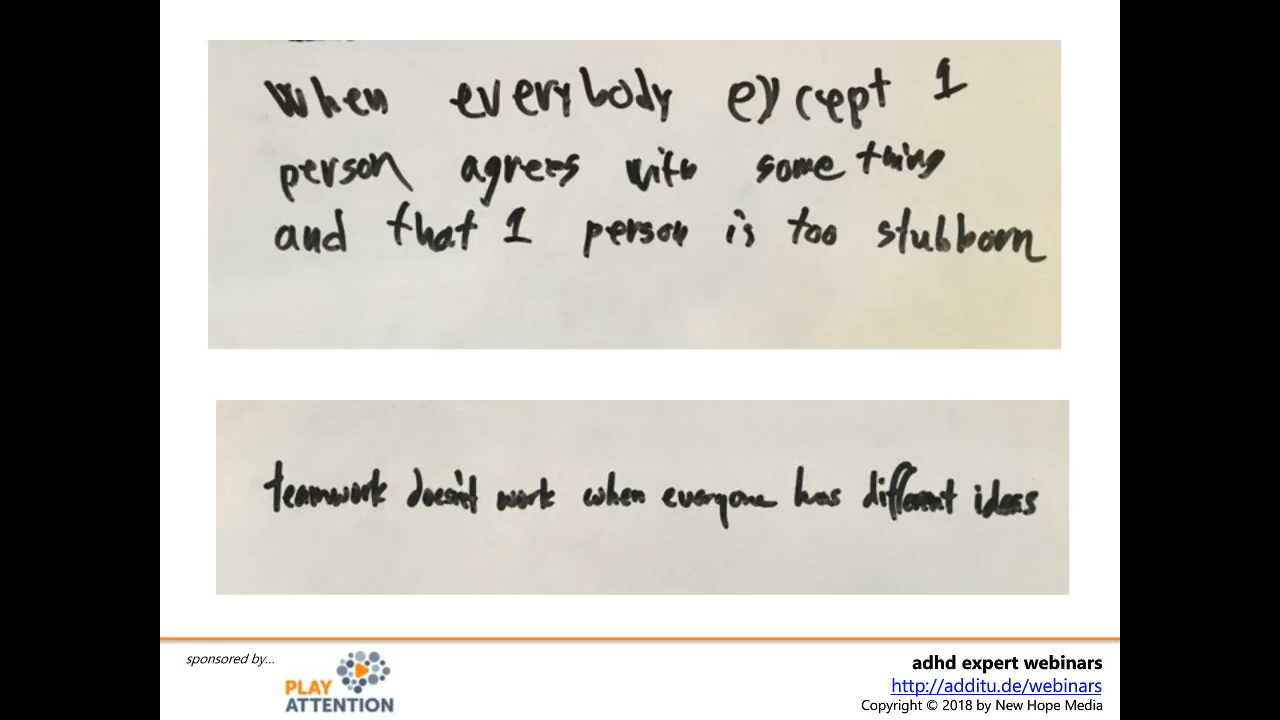 When everybody except 1
person agrees with something
and that 1 person is too stubborn
teamwork doesn't work when everyone has different ideas
sponsored by...
PLAY
ATTENTION
adhd expert webinars
http://additu.de/webinars
Copyright © 2018 by New Hope Media